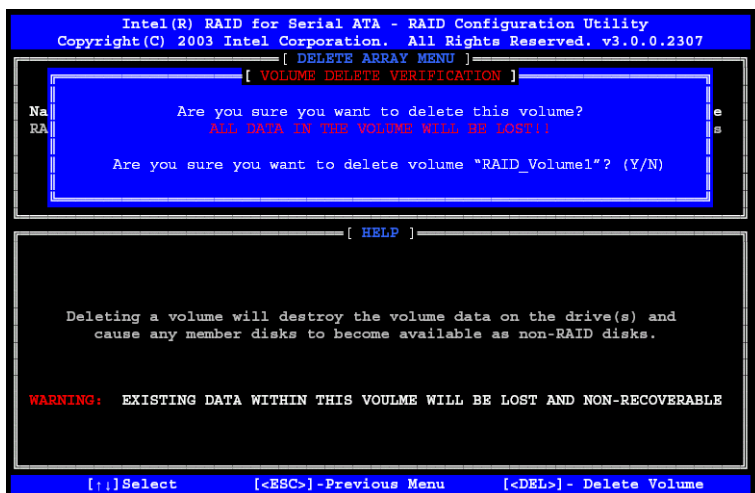 Intel(R) RAID for Serial ATA - RAID Configuration Utility
Copyright(C) 2003 Intel Corporation. All Rights Reserved. v3.0.0.2307
[ DELETE ARRAY MENU ]
[ VOLUME DELETE VERIFICATION ]
Na Are you sure you want to delete this volume? e
RA ALL DATA IN THE VOLUME WILL BE LOST!! s
Are you sure you want to delete volume “RAID_Volume1”? (Y/N)
[ HELP ]
Deleting a volume will destroy the volume data on the drive(s) and
cause any member disks to become available as non-RAID disks.
WARNING: EXISTING DATA WITHIN THIS VOULME WILL BE LOST AND NON-RECOVERABLE
[↑↓]Select [<ESC>]-Previous Menu [<DEL>]- Delete Volume